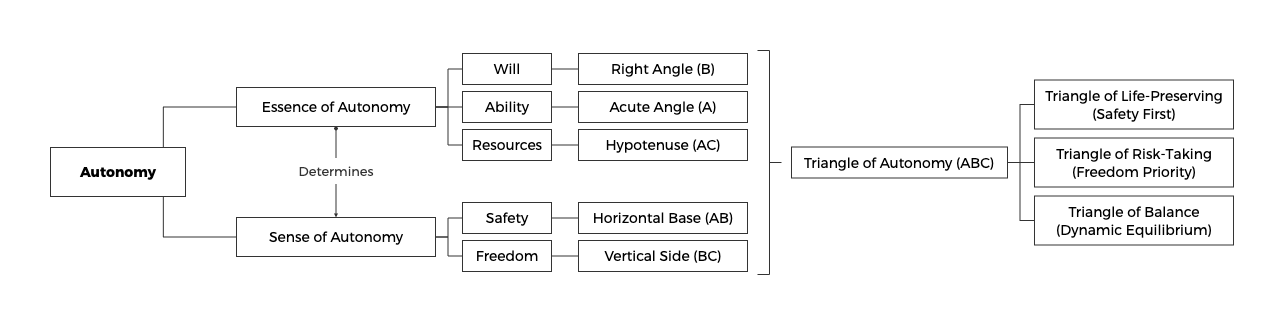 Autonomy
Essence of Autonomy
Determines
Sense of Autonomy
Will
Right Angle (B)
Ability
Acute Angle (A)
Resources
Hypotenuse (AC)
Safety
Horizontal Base (AB)
Freedom
Vertical Side (BC)
Triangle of Autonomy (ABC)
Triangle of Life-Preserving
(Safety First)
Triangle of Risk-Taking
(Freedom Priority)
Triangle of Balance
(Dynamic Equilibrium)